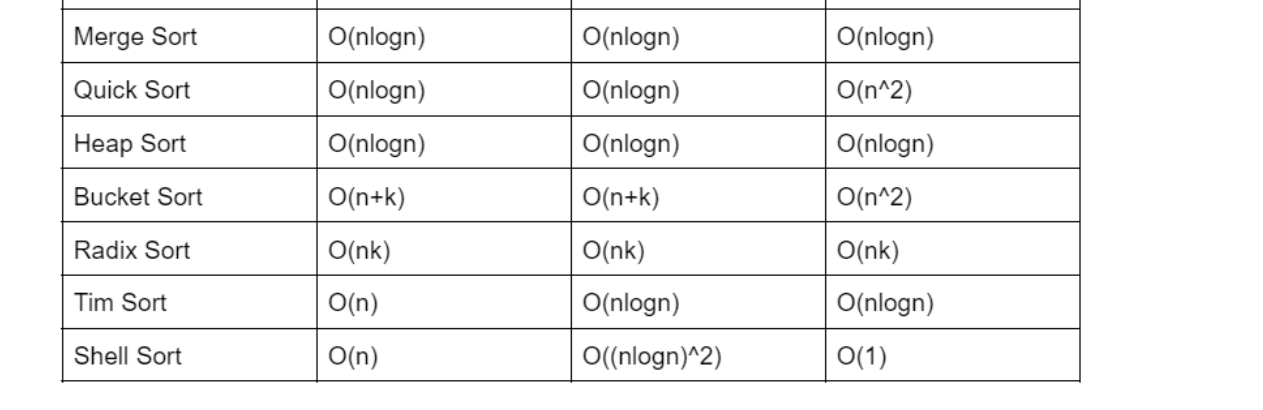 Merge Sort O(nlogn) O(nlogn) O(nlogn)
Quick Sort O(nlogn) O(nlogn) O(n^2)
Heap Sort O(nlogn) O(nlogn) O(nlogn)
Bucket Sort O(n+k) O(n+k) O(n^2)
Radix Sort O(nk) O(nk) O(nk)
Tim Sort O(n) O(nlogn) O(nlogn)
Shell Sort O(n) O((nlogn)^2) O(1)